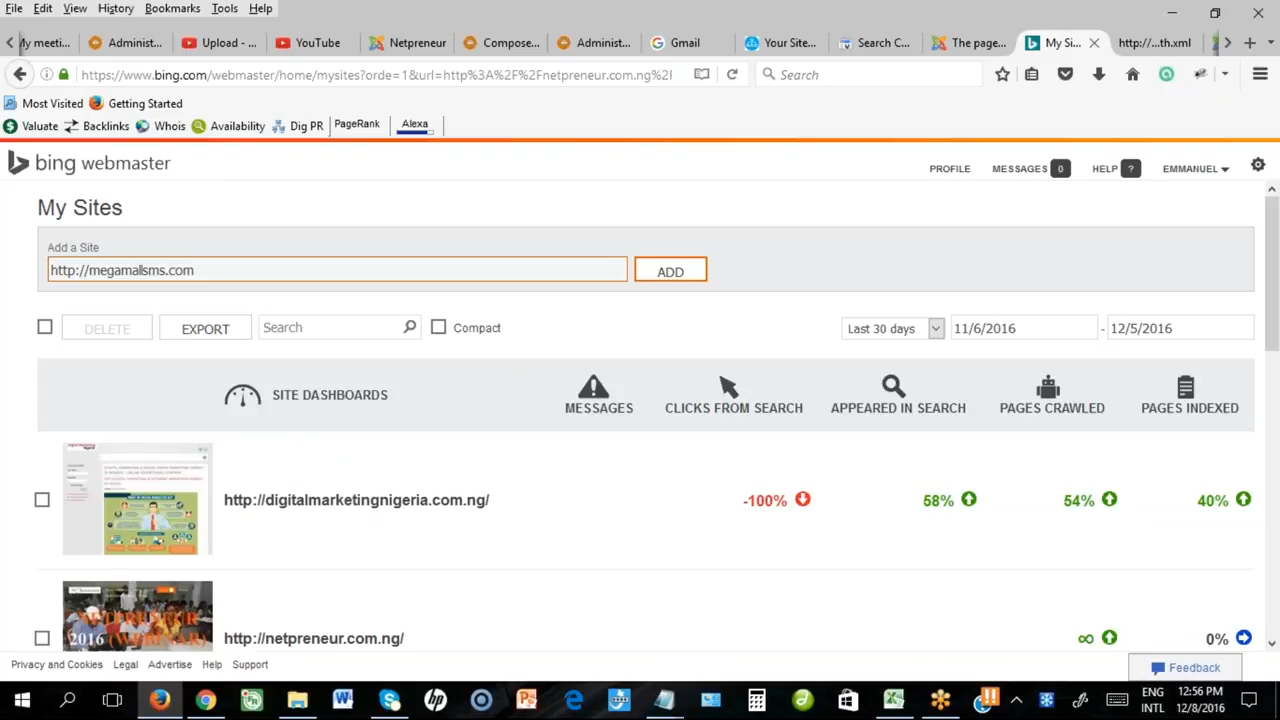 File Edit View History Bookmarks Tools Help
My meeti... Administ... Upload - ... YouTube Netpreneur Compose... Administ... Gmail Your Site... Search C... The page... My Si... http://...th.xml
https://www.bing.com/webmaster/home/mysites?orde=1&url=http%3A%2F%2Fnetpreneur.com.ng%2I Search
Most Visited Getting Started
Valuate Backlinks Whois Availability Dig PR PageRank Alexa
bing webmaster PROFILE MESSAGES 0 HELP ? EMMANUEL
My Sites
Add a Site
http://megamailsms.com ADD
DELETE EXPORT Search Compact Last 30 days 11/6/2016 - 12/5/2016
SITE DASHBOARDS MESSAGES CLICKS FROM SEARCH APPEARED IN SEARCH PAGES CRAWLED PAGES INDEXED
http://digitalmarketingnigeria.com.ng/ -100% 58% 54% 40%
NETPRENEUR
2016 (WEBINAR) http://netpreneur.com.ng/ ∞ 0%
Privacy and Cookies Legal Advertise Help Support Feedback
ENG 12:56 PM
INTL 12/8/2016